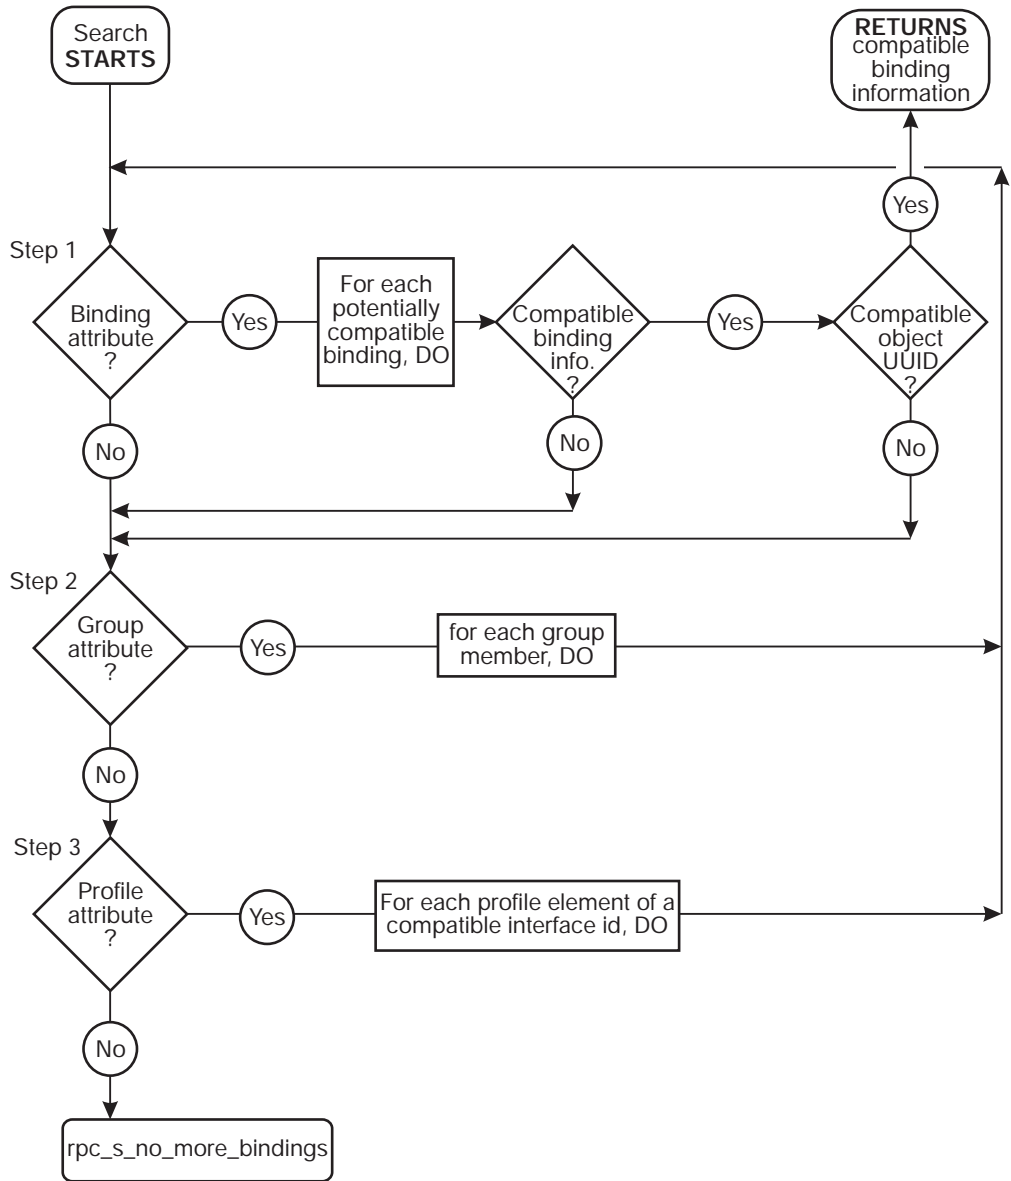 Search
STARTS
RETURNS
compatible
binding
information
Yes
Step 1
Binding
attribute
?
Yes
For each
potentially
compatible
binding, DO
Compatible
binding
info.
?
Yes
Compatible
object
UUID
?
No
No
No
Step 2
Group
attribute
?
Yes
for each group
member, DO
No
Step 3
Profile
attribute
?
Yes
For each profile element of a
compatible interface id, DO
No
rpc_s_no_more_bindings